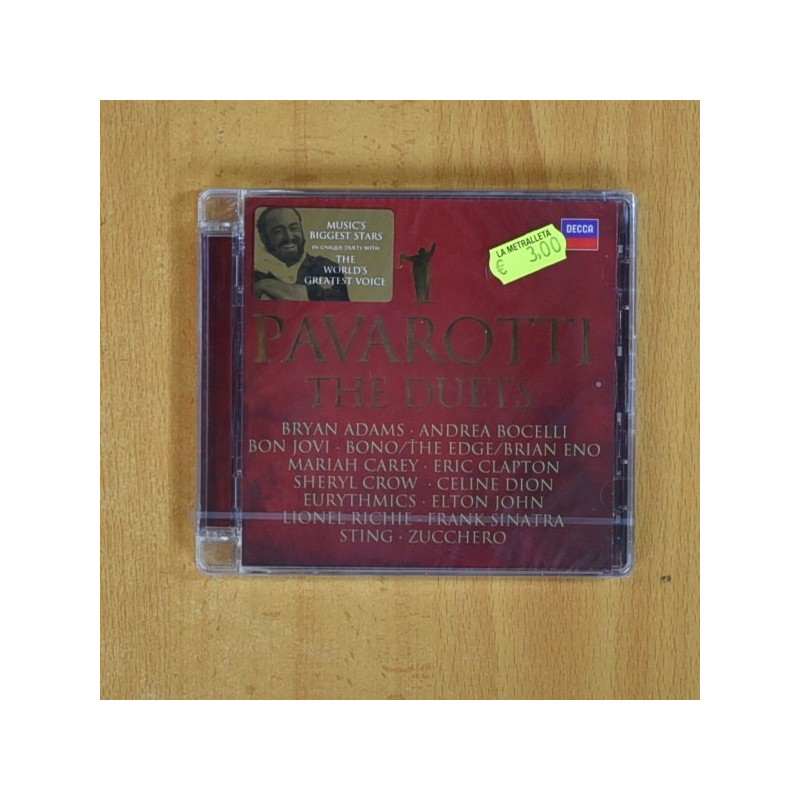 MUSIC'S
BIGGEST STARS
IN UNIQUE DUETS WITH
THE
WORLD'S
GREATEST VOICE
LA METRALLETA
€ 3,00
DECCA
PAVAROTTI
THE DUETS
BRYAN ADAMS · ANDREA BOCELLI
BON JOVI · BONO/THE EDGE/BRIAN ENO
MARIAH CAREY · ERIC CLAPTON
SHERYL CROW · CELINE DION
EURYTHMICS · ELTON JOHN
LIONEL RICHIE · FRANK SINATRA
STING · ZUCCHERO